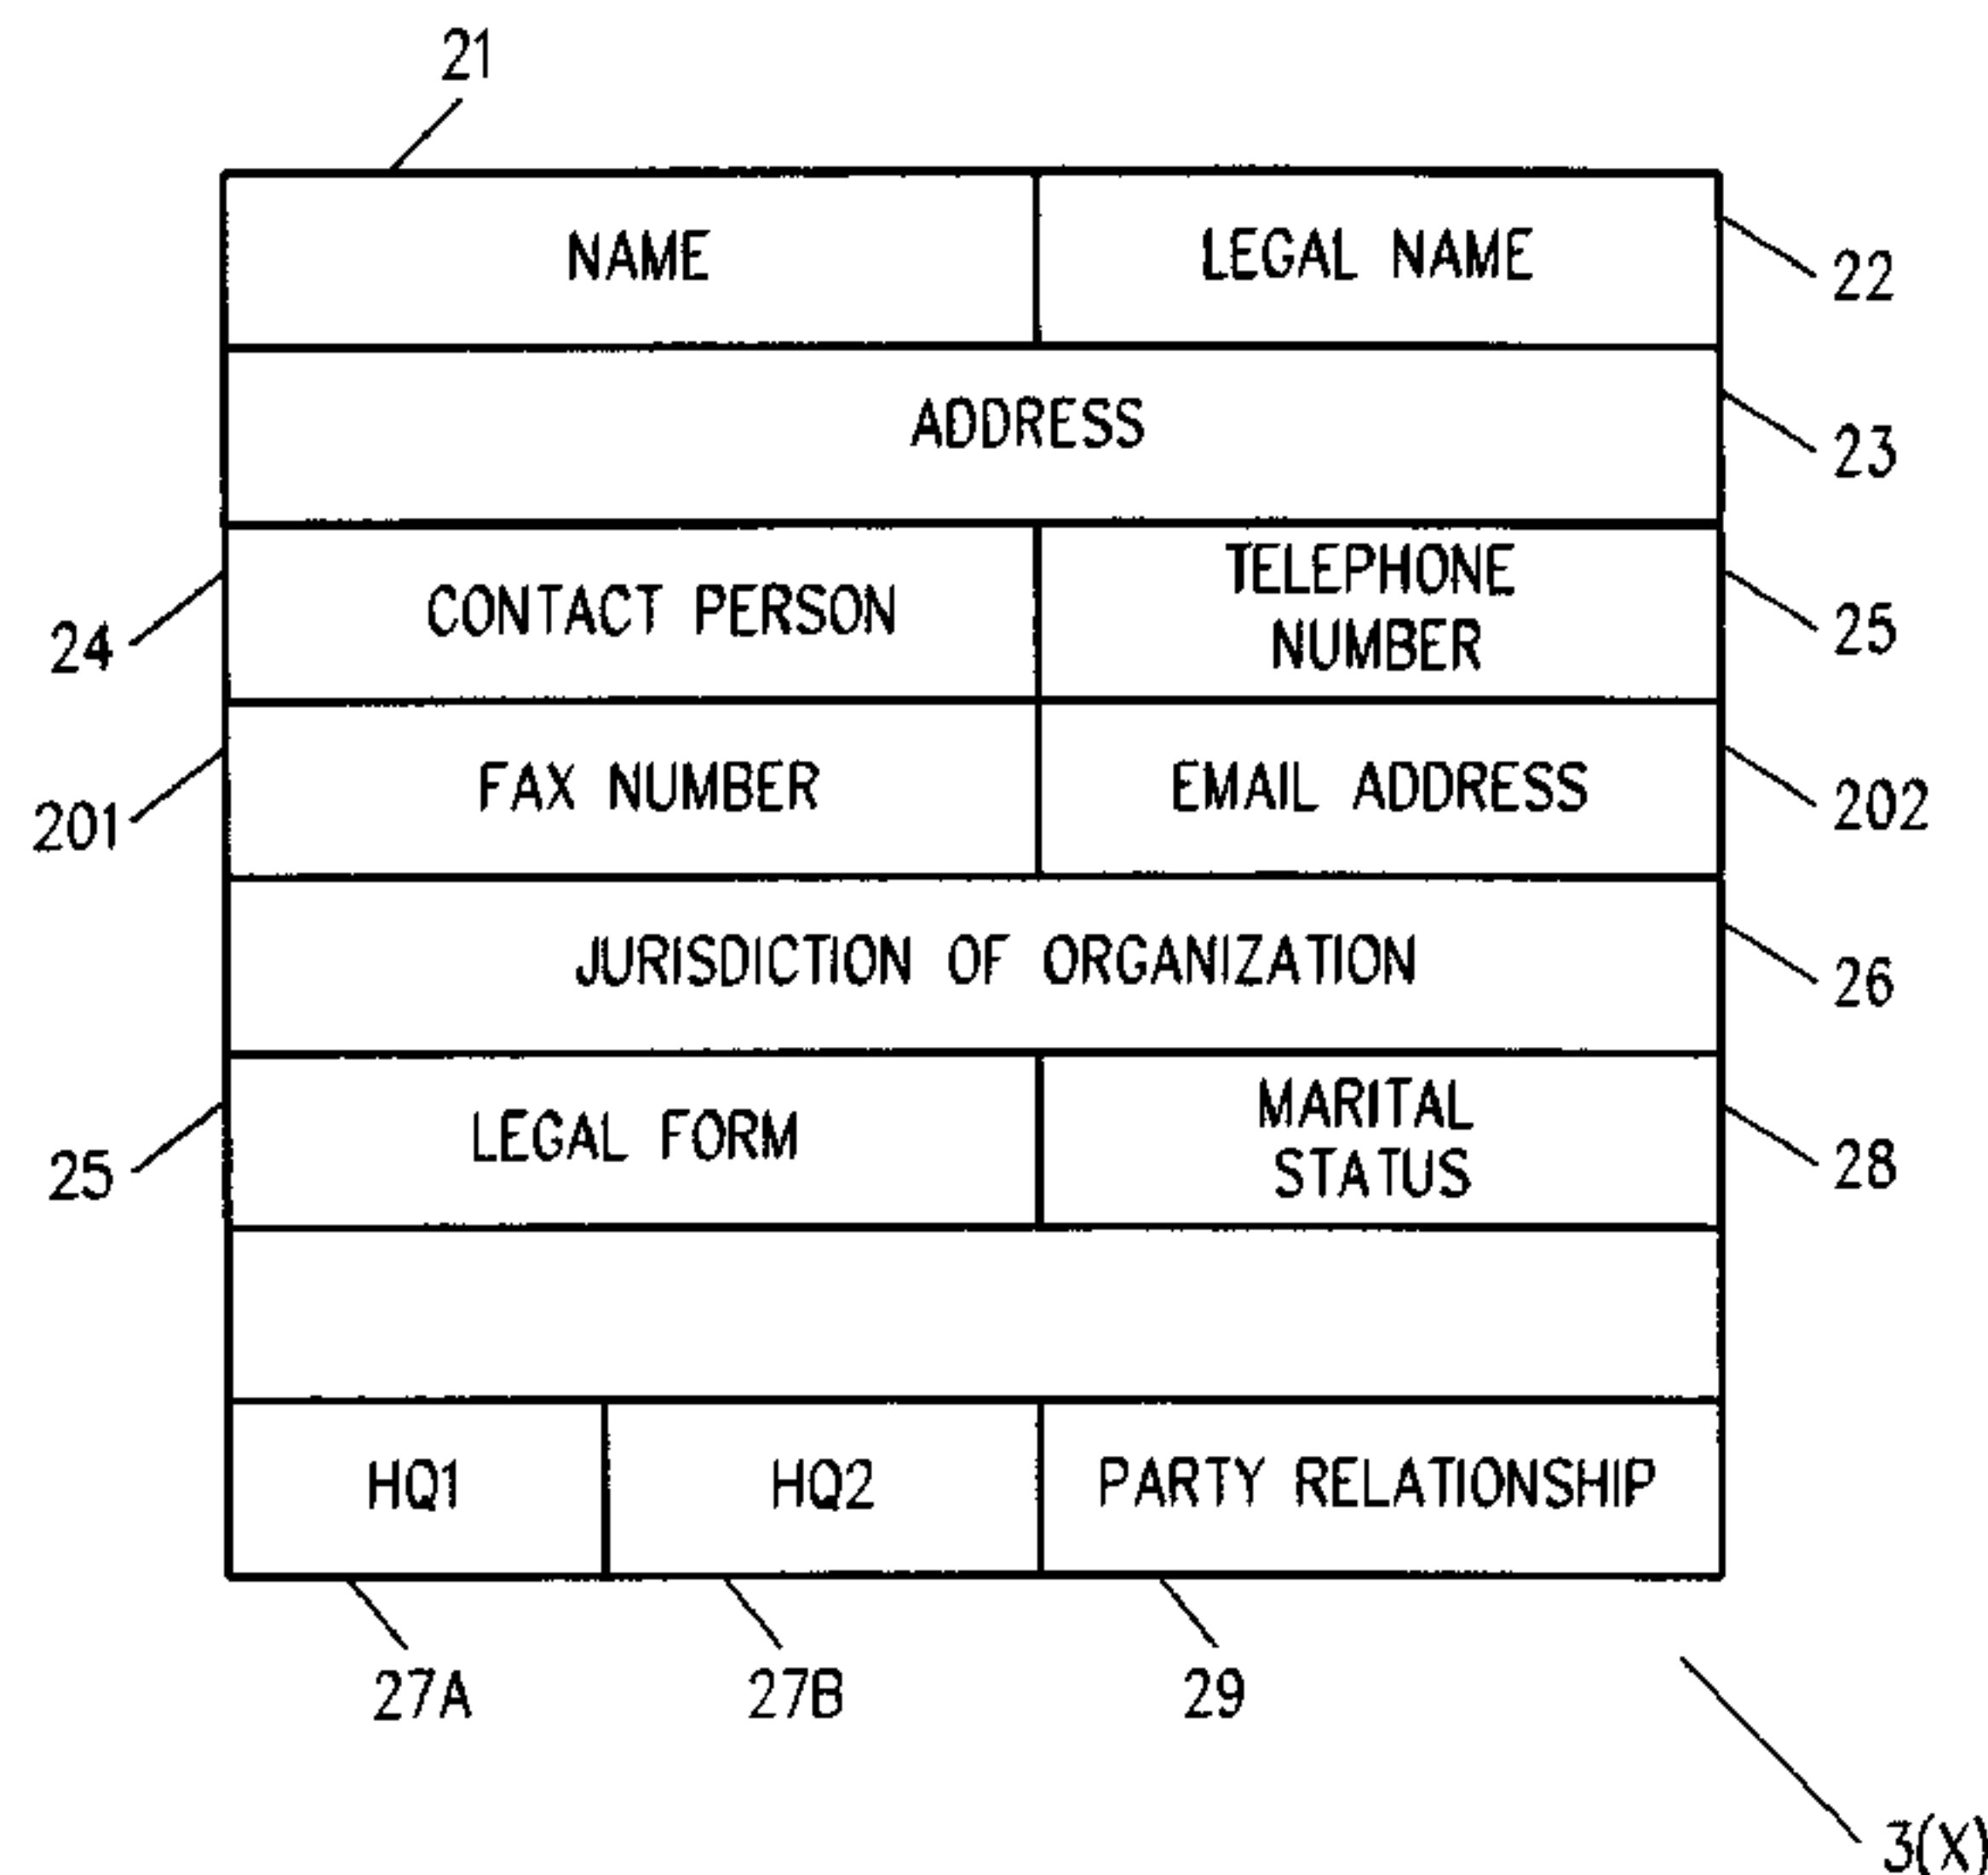 21
NAME
LEGAL NAME
22
ADDRESS
23
24
CONTACT PERSON
TELEPHONE
NUMBER
25
201
FAX NUMBER
EMAIL ADDRESS
202
JURISDICTION OF ORGANIZATION
26
25
LEGAL FORM
MARITAL
STATUS
28
HQ1
HQ2
PARTY RELATIONSHIP
27A
27B
29
3(X)